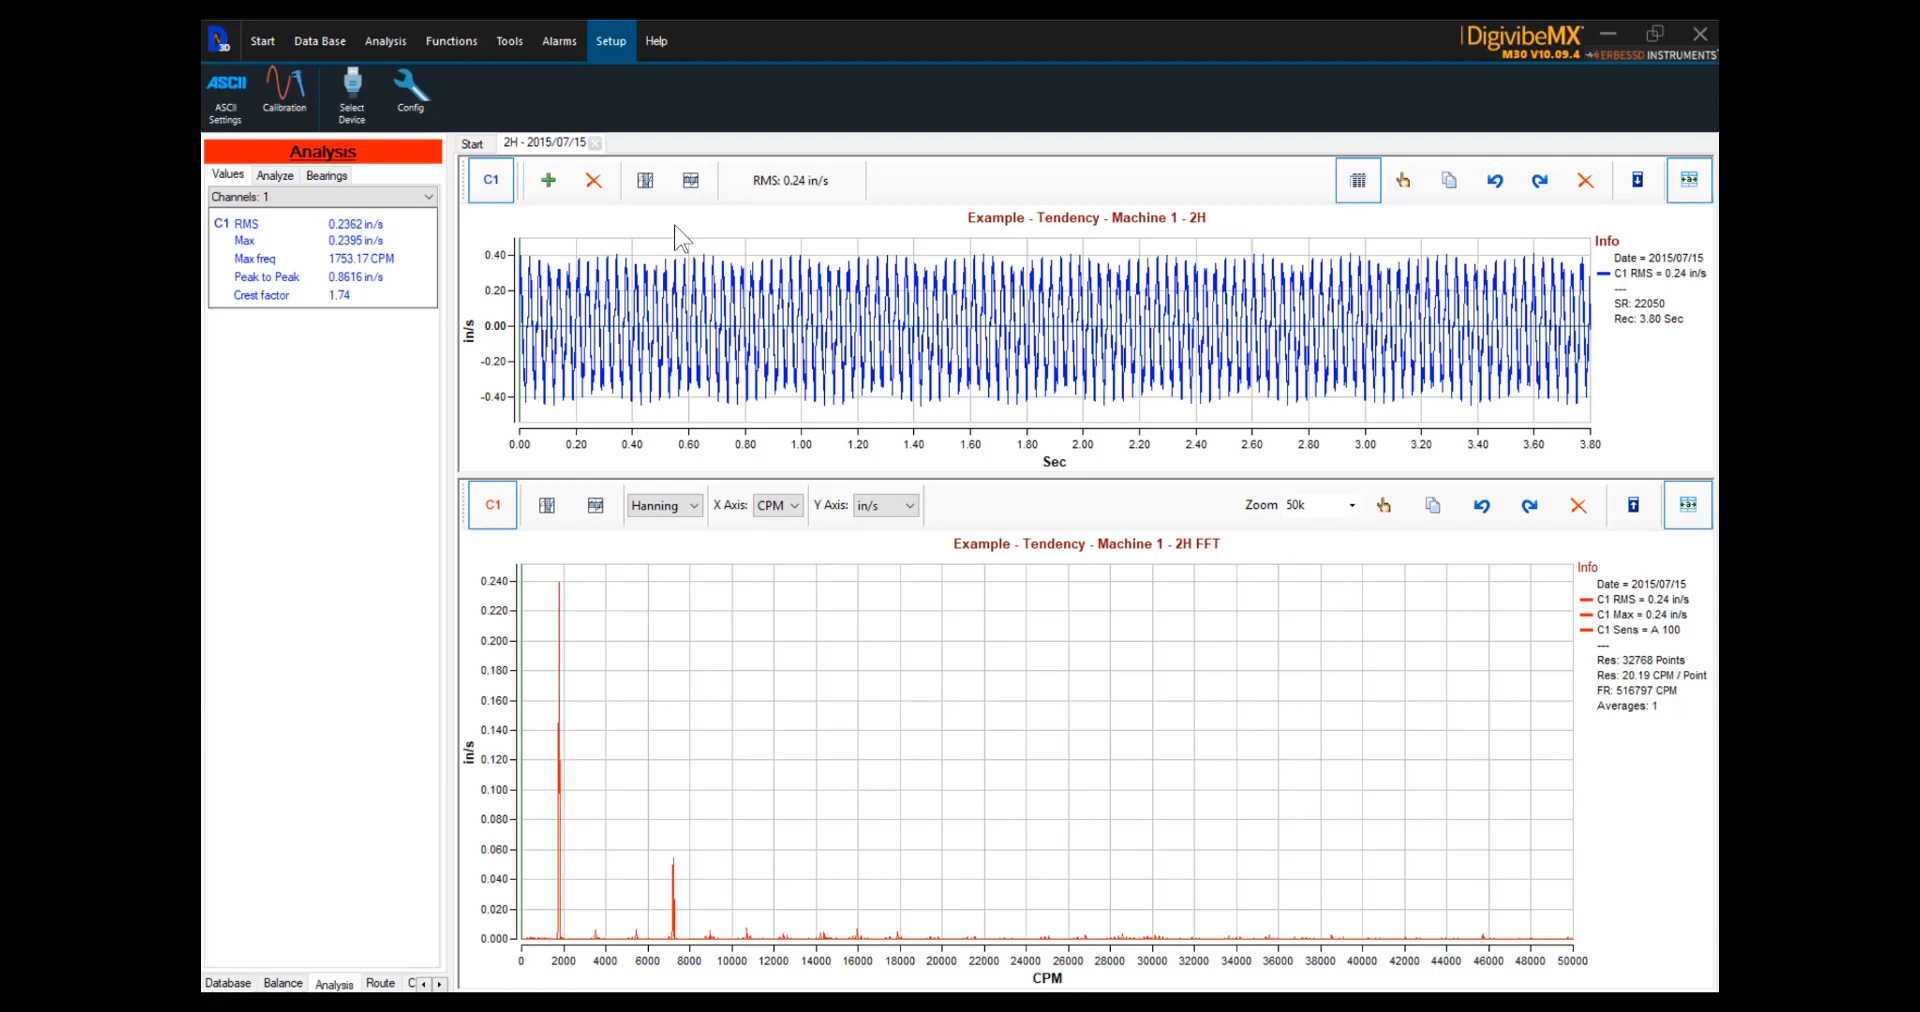 3D Start Data Base Analysis Functions Tools Alarms Setup Help DigivibeMX
M30 V10.09.4 ERBESSD INSTRUMENTS
ASCII
ASCII Settings Calibration Select Device Config
Analysis
Values Analyze Bearings
Channels: 1
C1 RMS 0.2362 in/s
Max 0.2395 in/s
Max freq 1753.17 CPM
Peak to Peak 0.8616 in/s
Crest factor 1.74
Start 2H - 2015/07/15
C1 RMS: 0.24 in/s
Example - Tendency - Machine 1 - 2H
0.40
0.20
0.00
-0.20
-0.40
in/s
0.00 0.20 0.40 0.60 0.80 1.00 1.20 1.40 1.60 1.80 2.00 2.20 2.40 2.60 2.80 3.00 3.20 3.40 3.60 3.80
Sec
Info
Date = 2015/07/15
C1 RMS = 0.24 in/s
---
SR: 22050
Rec: 3.80 Sec
C1 Hanning X Axis: CPM Y Axis: in/s Zoom 50k
Example - Tendency - Machine 1 - 2H FFT
0.240
0.220
0.200
0.180
0.160
0.140
0.120
0.100
0.080
0.060
0.040
0.020
0.000
in/s
0 2000 4000 6000 8000 10000 12000 14000 16000 18000 20000 22000 24000 26000 28000 30000 32000 34000 36000 38000 40000 42000 44000 46000 48000 50000
CPM
Info
Date = 2015/07/15
C1 RMS = 0.24 in/s
C1 Max = 0.24 in/s
C1 Sens = A 100
---
Res: 32768 Points
Res: 20.19 CPM / Point
FR: 516797 CPM
Averages: 1
Database Balance Analysis Route C